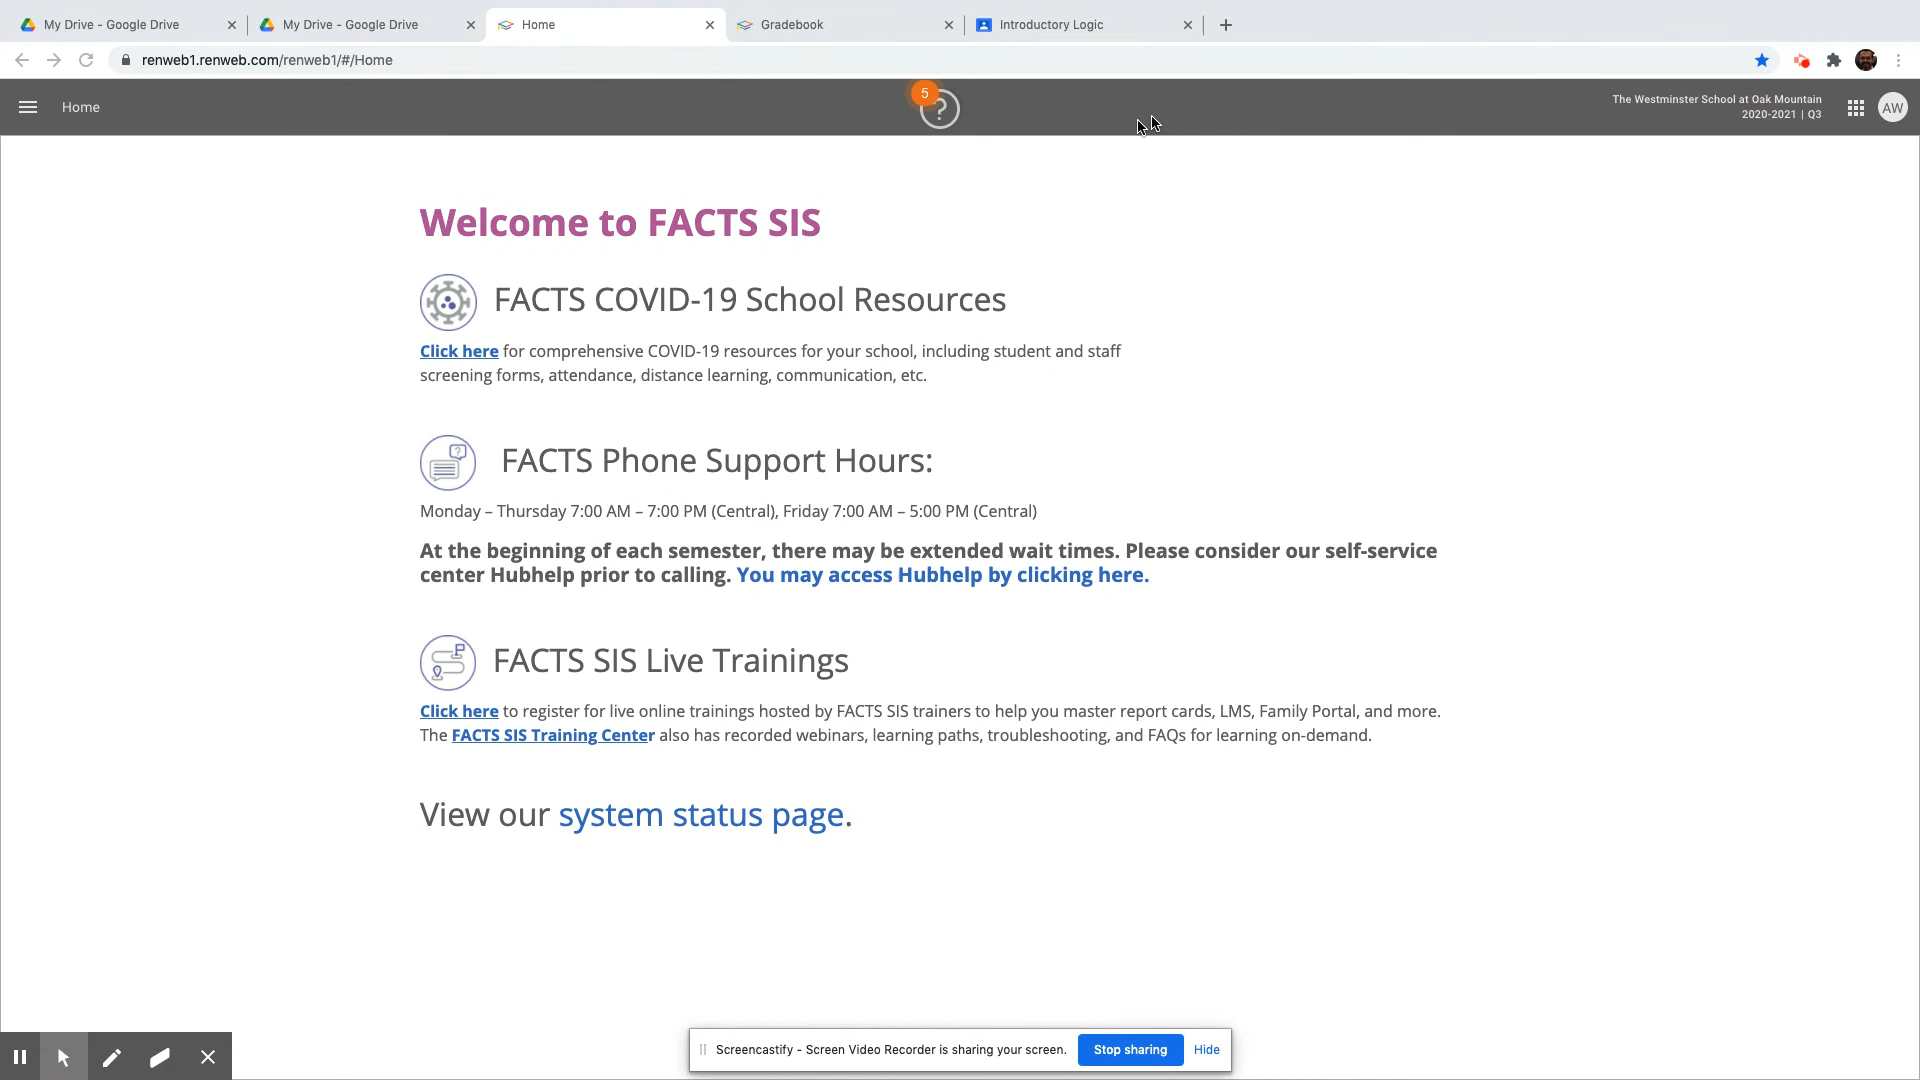 My Drive - Google Drive
My Drive - Google Drive
Home
Gradebook
Introductory Logic
renweb1.renweb.com/renweb1/#/Home
Home
5
?
The Westminster School at Oak Mountain
2020-2021 | Q3
AW
Welcome to FACTS SIS
FACTS COVID-19 School Resources
Click here for comprehensive COVID-19 resources for your school, including student and staff
screening forms, attendance, distance learning, communication, etc.
FACTS Phone Support Hours:
Monday – Thursday 7:00 AM – 7:00 PM (Central), Friday 7:00 AM – 5:00 PM (Central)
At the beginning of each semester, there may be extended wait times. Please consider our self-service
center Hubhelp prior to calling. You may access Hubhelp by clicking here.
FACTS SIS Live Trainings
Click here to register for live online trainings hosted by FACTS SIS trainers to help you master report cards, LMS, Family Portal, and more.
The FACTS SIS Training Center also has recorded webinars, learning paths, troubleshooting, and FAQs for learning on-demand.
View our system status page.
Screencastify - Screen Video Recorder is sharing your screen.
Stop sharing
Hide